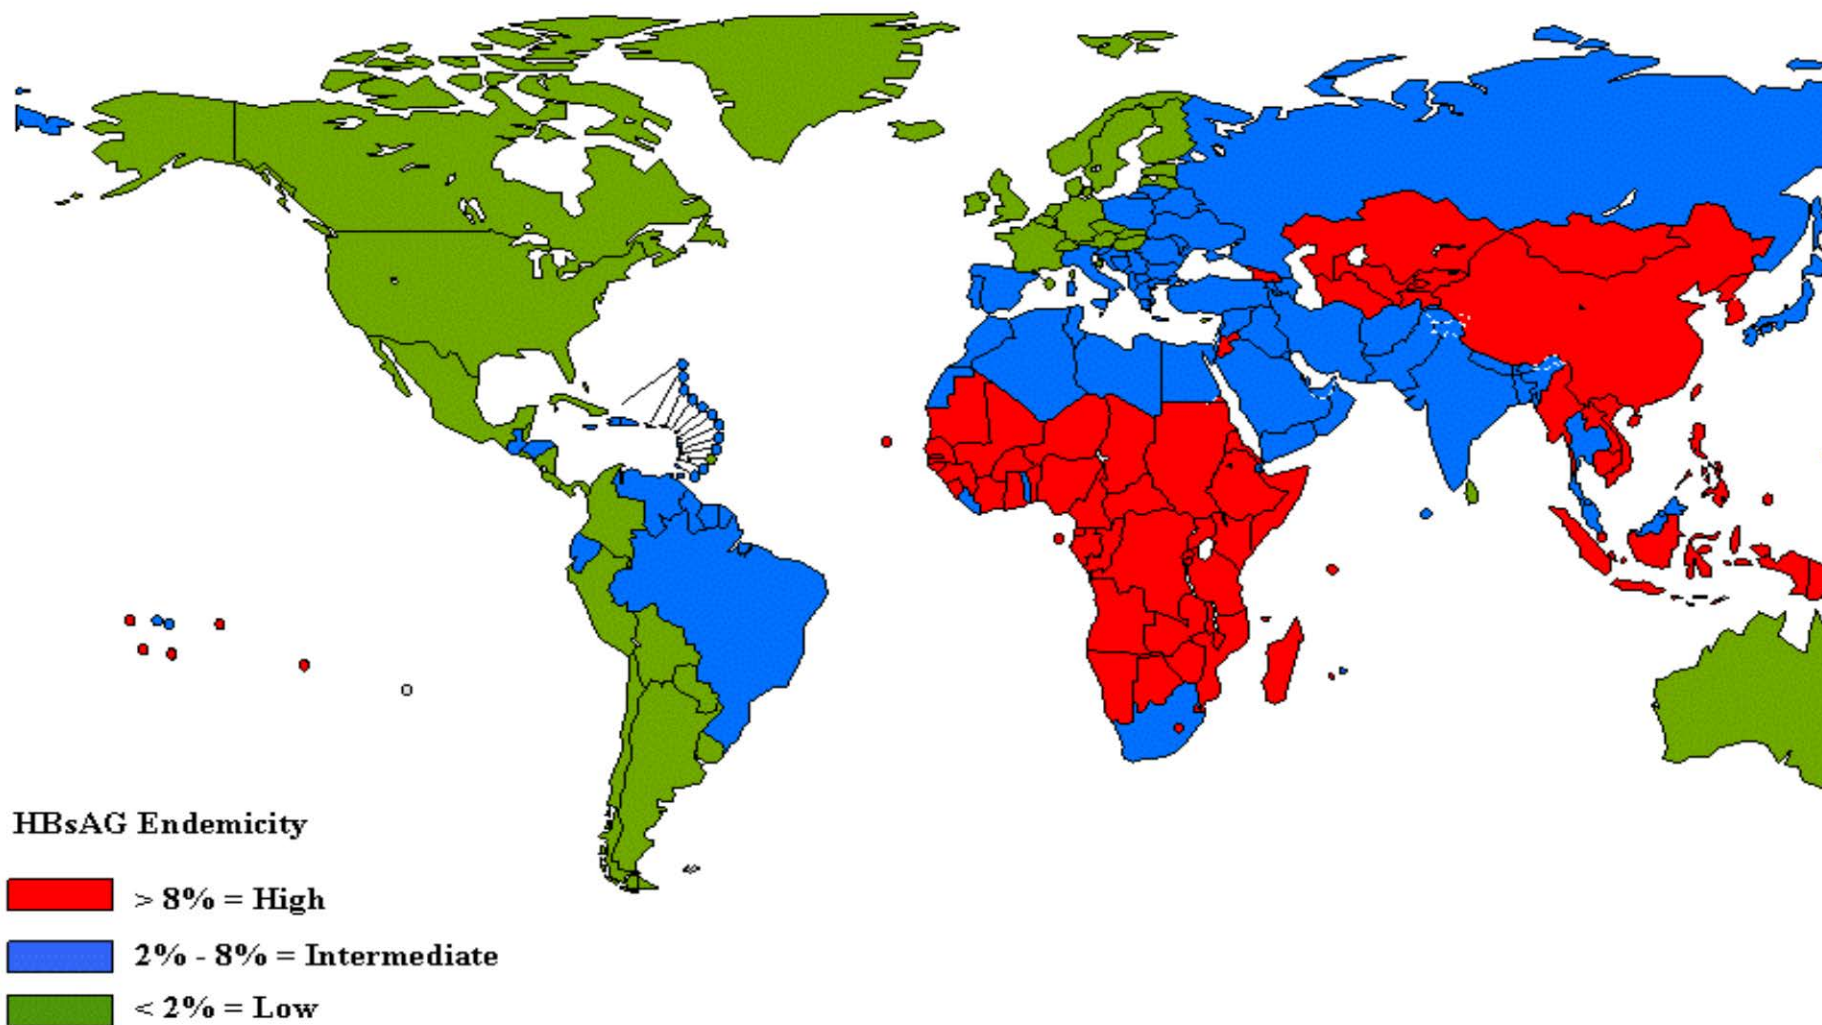 HBsAG Endemicity
> 8% = High
2% - 8% = Intermediate
< 2% = Low